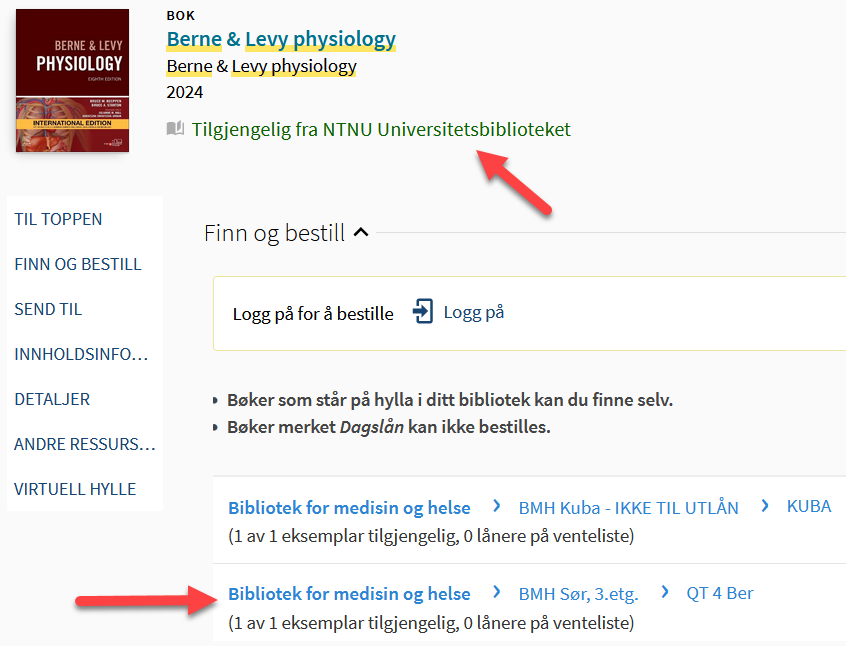 BERNE & LEVY
PHYSIOLOGY
EIGHTH EDITION
INTERNATIONAL EDITION
BOK
Berne & Levy physiology
Berne & Levy physiology
2024
Tilgjengelig fra NTNU Universitetsbiblioteket
TIL TOPPEN
FINN OG BESTILL
SEND TIL
INNHOLDSINFO...
DETALJER
ANDRE RESSURS...
VIRTUELL HYLLE
Finn og bestill
Logg på for å bestille Logg på
Bøker som står på hylla i ditt bibliotek kan du finne selv.
Bøker merket Dagslån kan ikke bestilles.
Bibliotek for medisin og helse > BMH Kuba - IKKE TIL UTLÅN > KUBA
(1 av 1 eksemplar tilgjengelig, 0 lånere på venteliste)
Bibliotek for medisin og helse > BMH Sør, 3.etg. > QT 4 Ber
(1 av 1 eksemplar tilgjengelig, 0 lånere på venteliste)